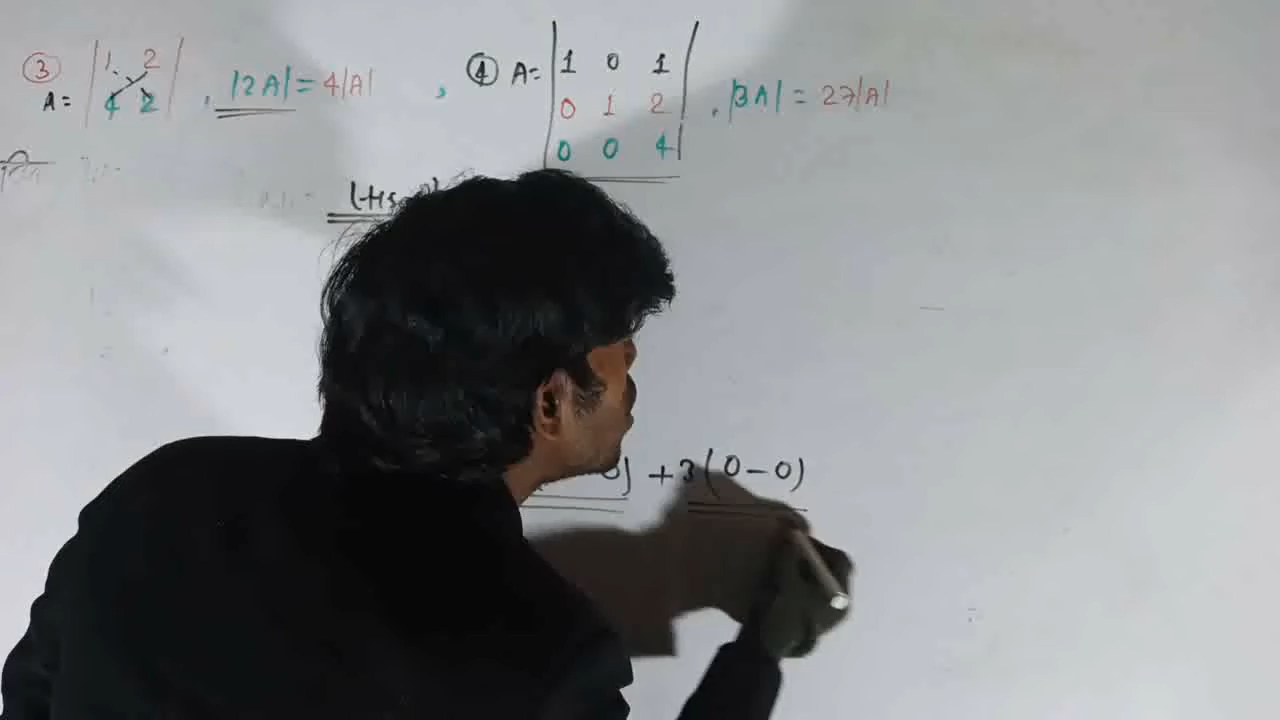 ③ A= | 1 2 |
| 4 2 | , |2A| = 4|A| ,
④ A= | 1 0 1 |
| 0 1 2 | . |3A| = 27|A|
| 0 0 4 |
0) + 3(0-0)